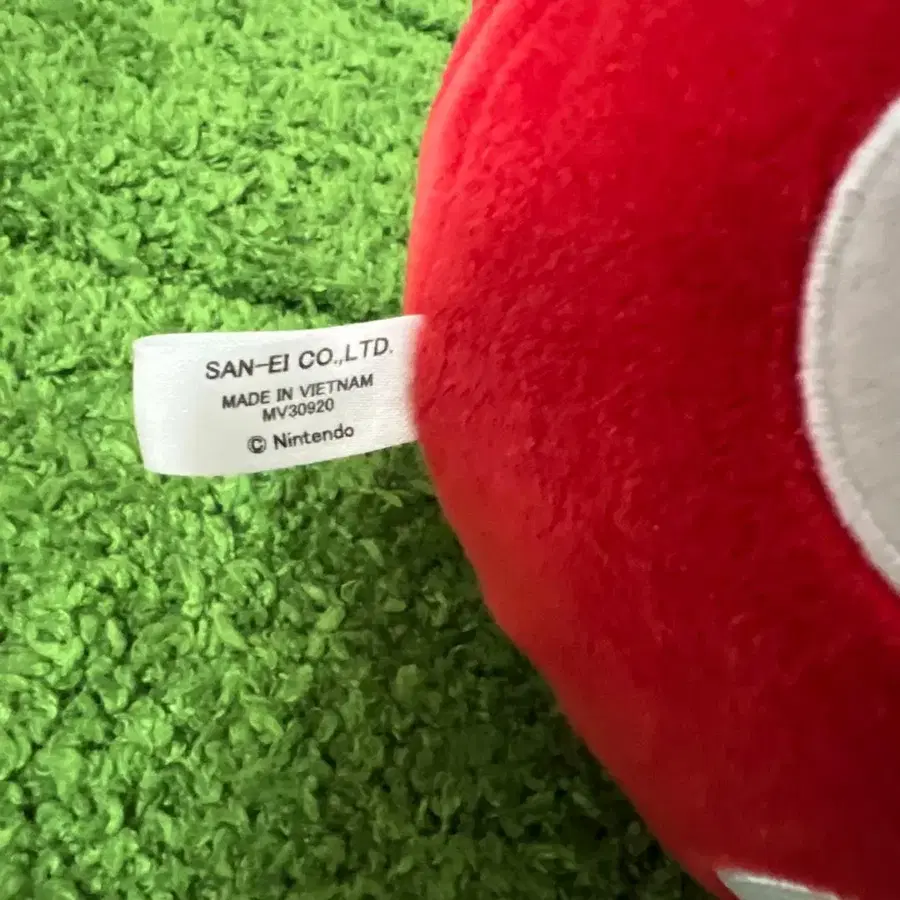 SAN-EI CO.,LTD.
MADE IN VIETNAM
MV30920
© Nintendo